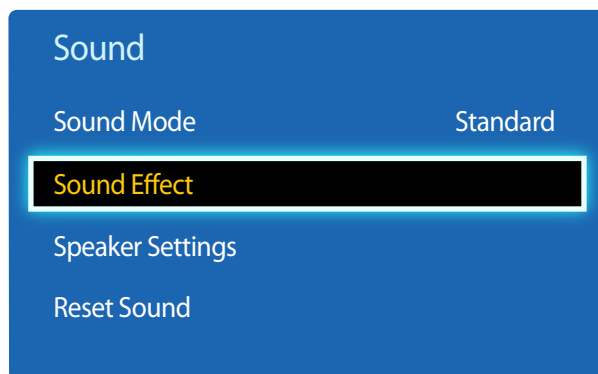 Sound
Sound Mode Standard
Sound Effect
Speaker Settings
Reset Sound